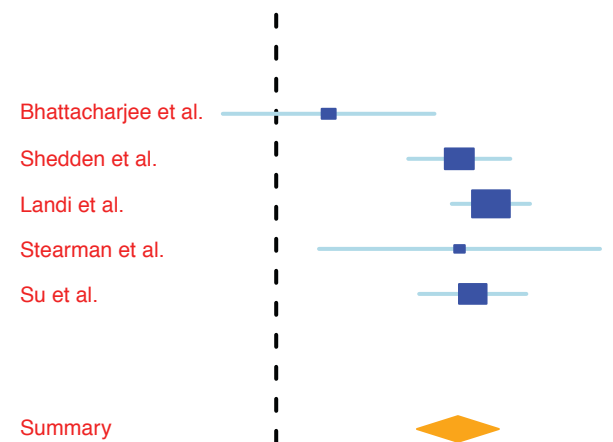 Bhattacharjee et al.
Shedden et al.
Landi et al.
Stearman et al.
Su et al.
Summary